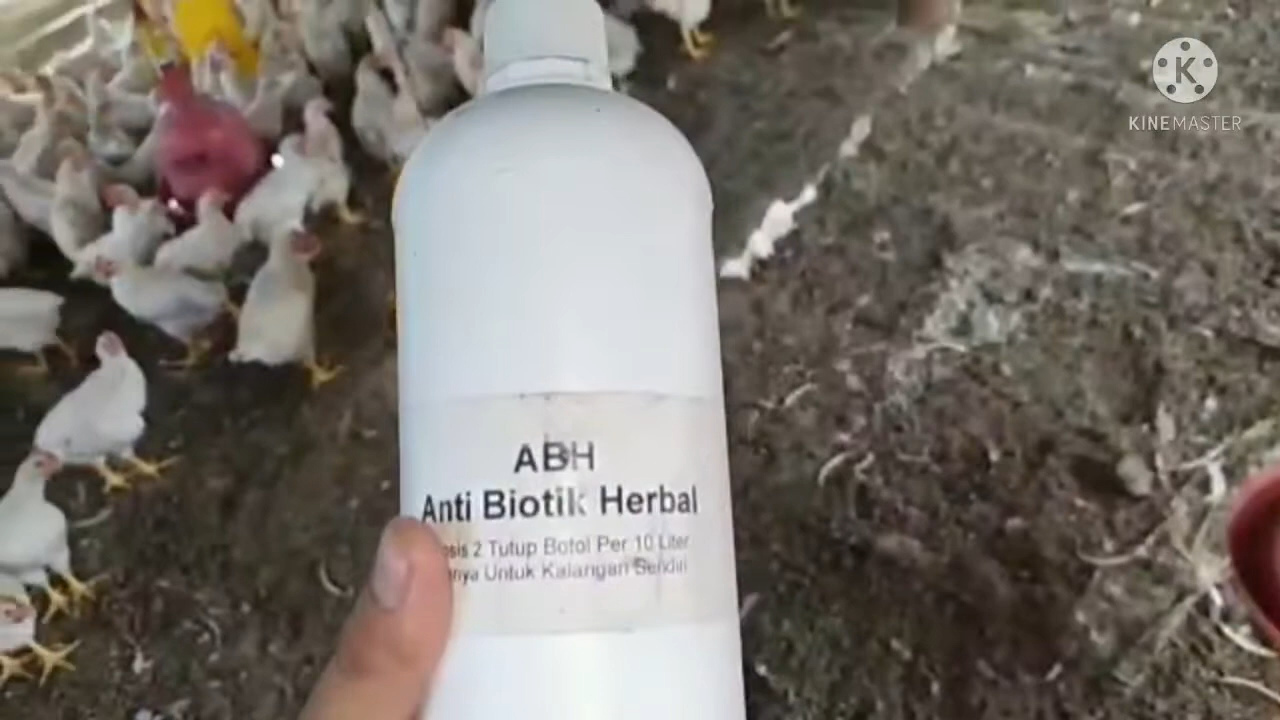 KINEMASTER
ABH
Anti Biotik Herbal
2 Tutup Botol Per 10 Liter
Untuk Kalangan Sendiri